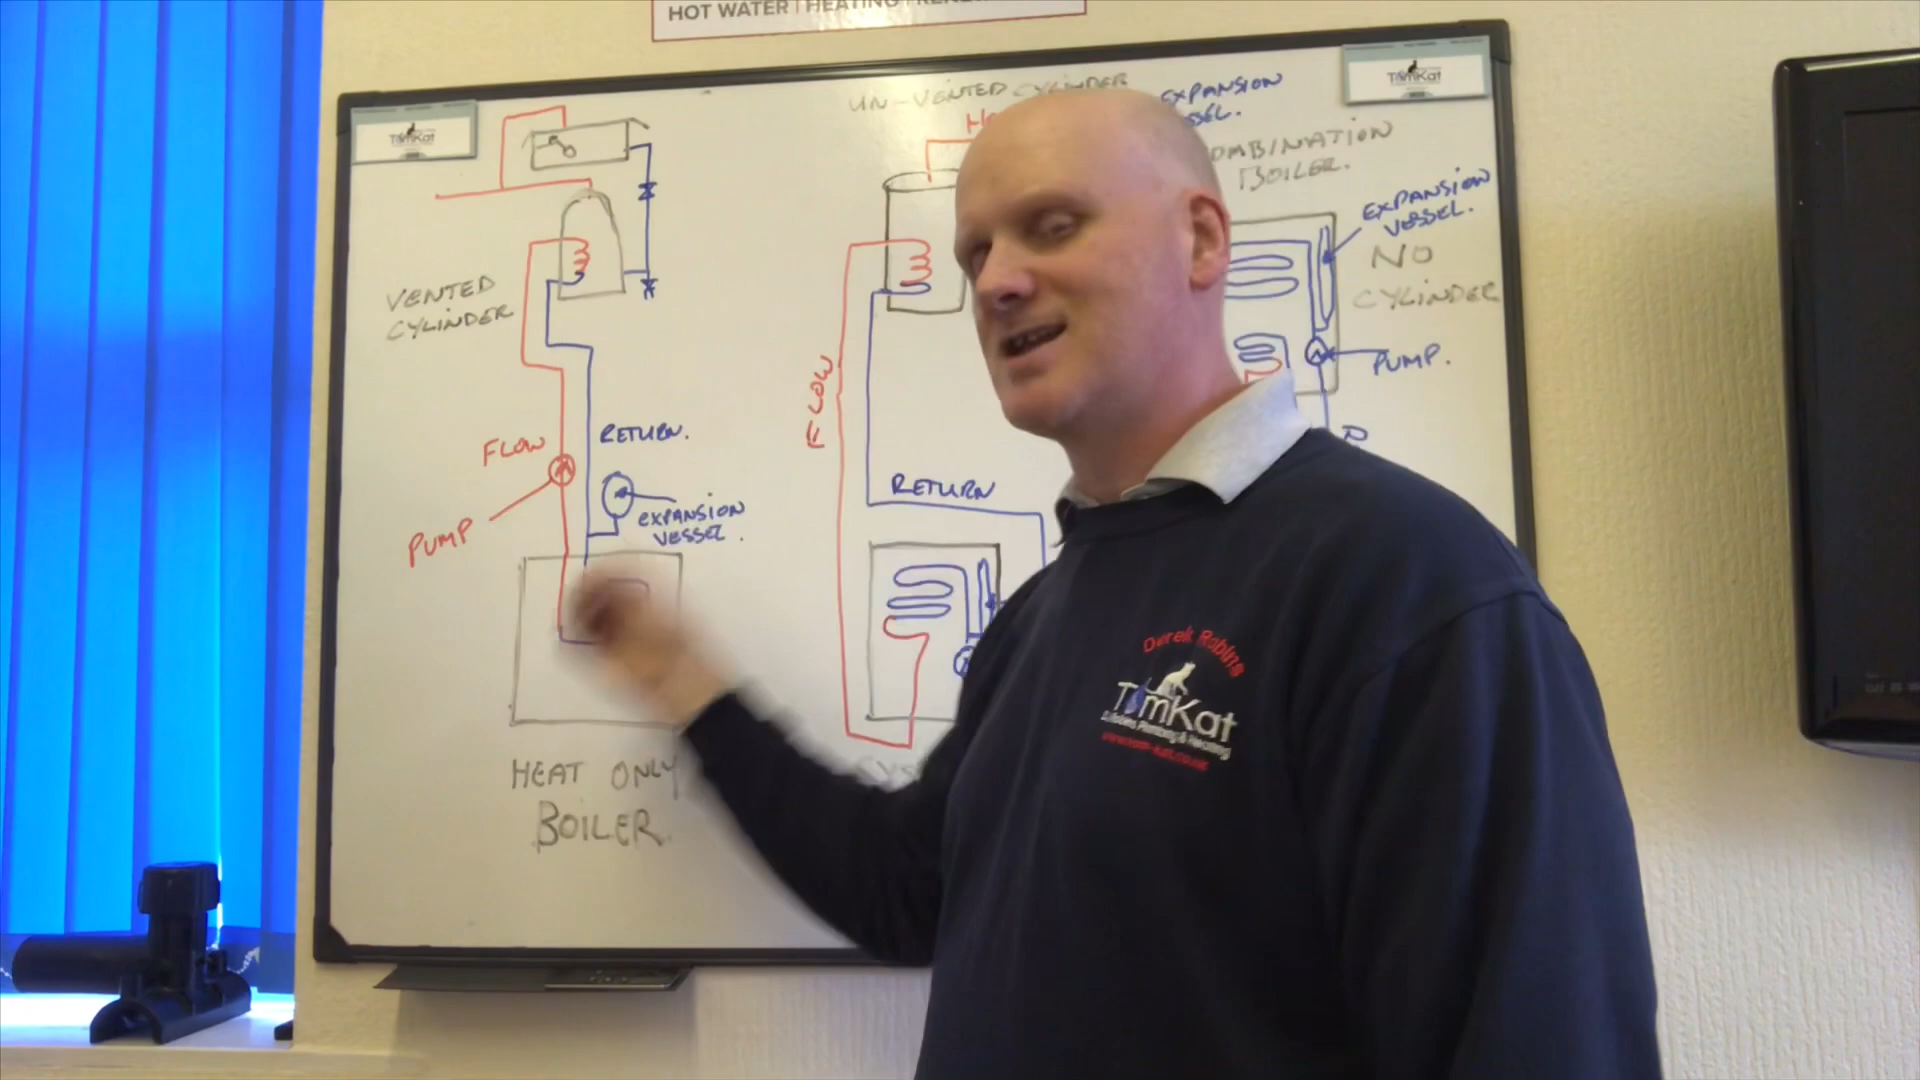 HOT WATER | HEATING |
TomKat
TomKat
UN-VENTED CYLINDER
EXPANSION
COMBINATION
BOILER.
EXPANSION
VESSEL.
NO
CYLINDER
PUMP.
VENTED
CYLINDER
FLOW
RETURN.
PUMP
EXPANSION
VESSEL.
FLOW
RETURN
HEAT ONLY
BOILER.
Derek Robins
TomKat